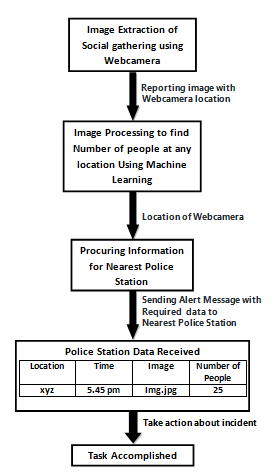 Image Extraction of
Social gathering using
Webcamera
Reporting image with
Webcamera location
Image Processing to find
Number of people at any
location Using Machine
Learning
Location of Webcamera
Procuring Information
for Nearest Police
Station
Sending Alert Message with
Required data to
Nearest Police Station
Police Station Data Received
Location Time Image Number of
People
xyz 5.45 pm Img.jpg 25
Take action about incident
Task Accomplished